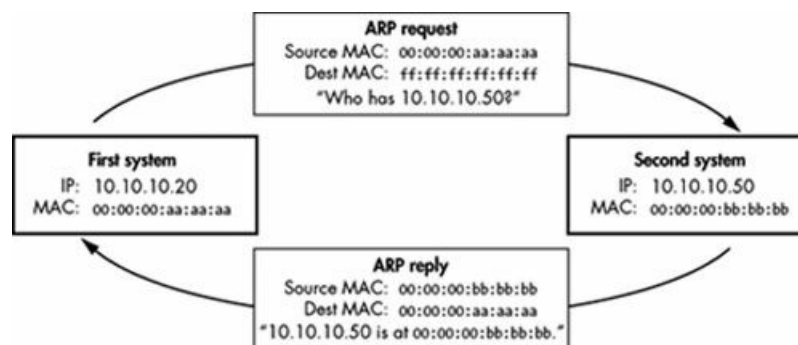 ARP request
Source MAC: 00:00:00:aa:aa:aa
Dest MAC: ff:ff:ff:ff:ff:ff
"Who has 10.10.10.50?"
First system
IP: 10.10.10.20
MAC: 00:00:00:aa:aa:aa
Second system
IP: 10.10.10.50
MAC: 00:00:00:bb:bb:bb
ARP reply
Source MAC: 00:00:00:bb:bb:bb
Dest MAC: 00:00:00:aa:aa:aa
"10.10.10.50 is at 00:00:00:bb:bb:bb."